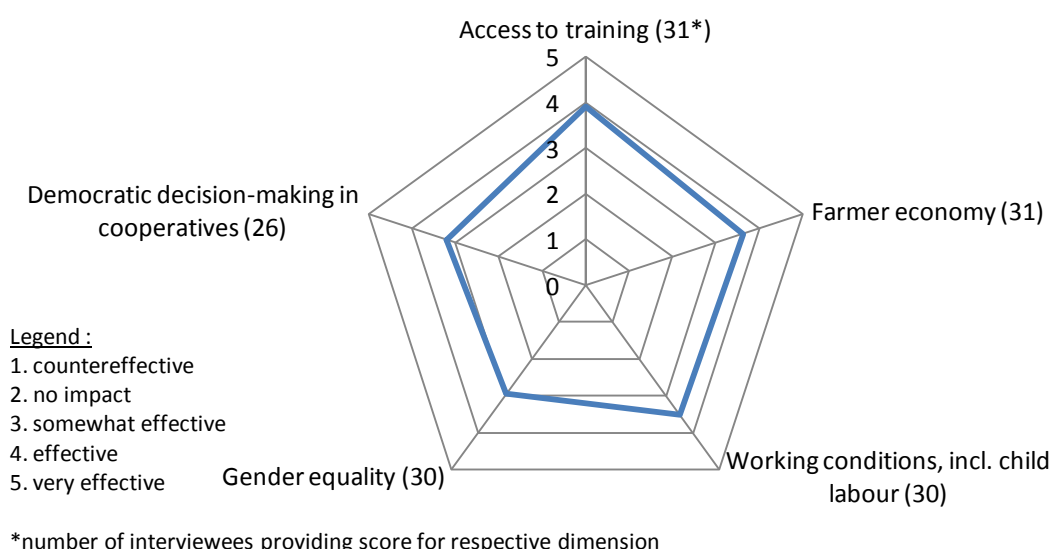 Access to training (31*)
5
4
3
2
1
0
Farmer economy (31)
Working conditions, incl. child
labour (30)
Gender equality (30)
Democratic decision-making in
cooperatives (26)
Legend :
1. countereffective
2. no impact
3. somewhat effective
4. effective
5. very effective
*number of interviewees providing score for respective dimension